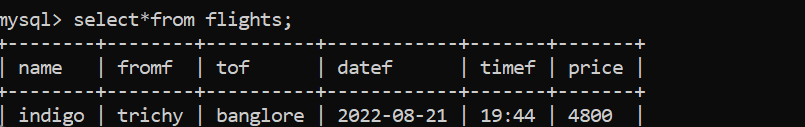 mysql> select*from flights;
+--------+--------+----------+------------+-------+-------+
| name   | fromf  | tof      | datef      | timef | price |
+--------+--------+----------+------------+-------+-------+
| indigo | trichy | banglore | 2022-08-21 | 19:44 | 4800  |